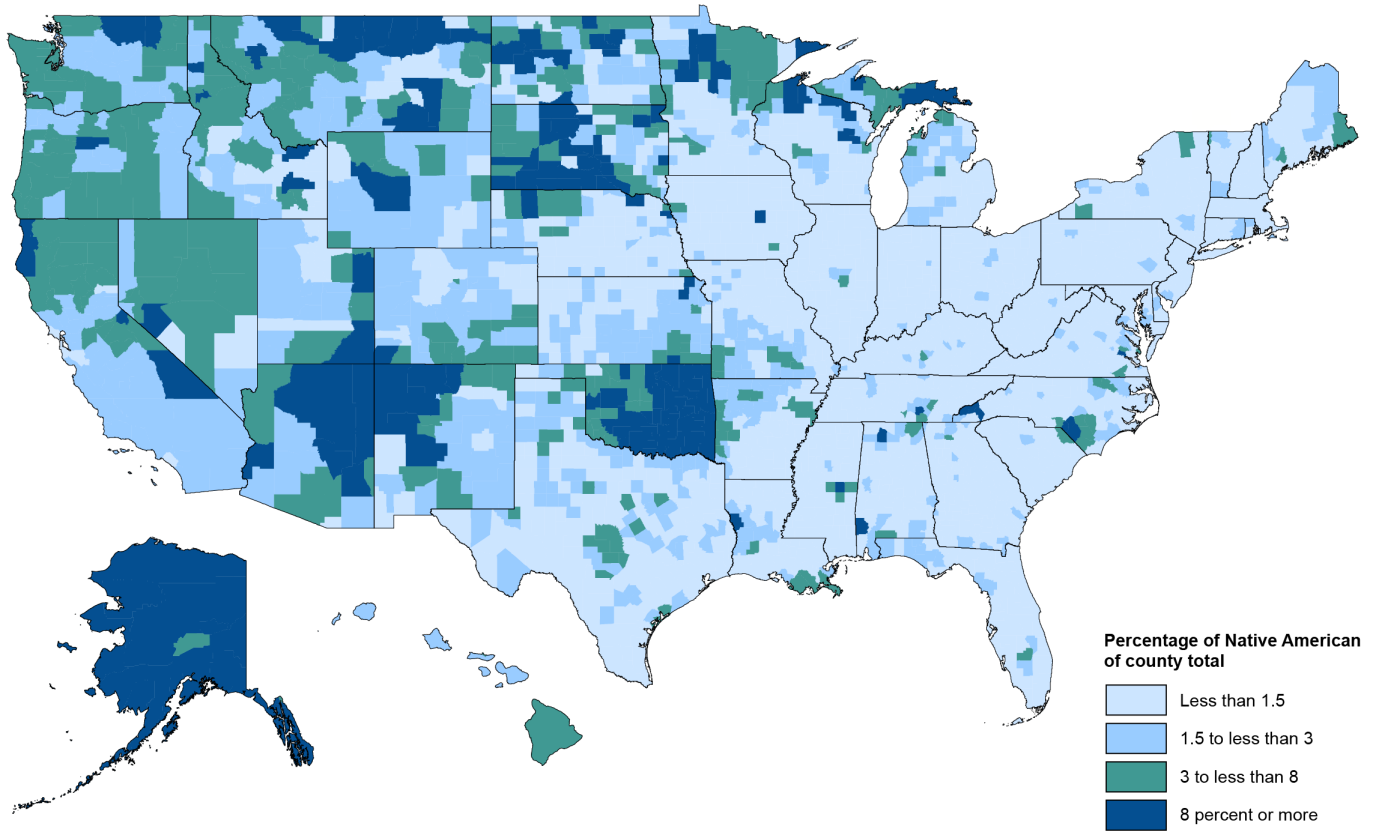 Percentage of Native American
of county total
Less than 1.5
1.5 to less than 3
3 to less than 8
8 percent or more